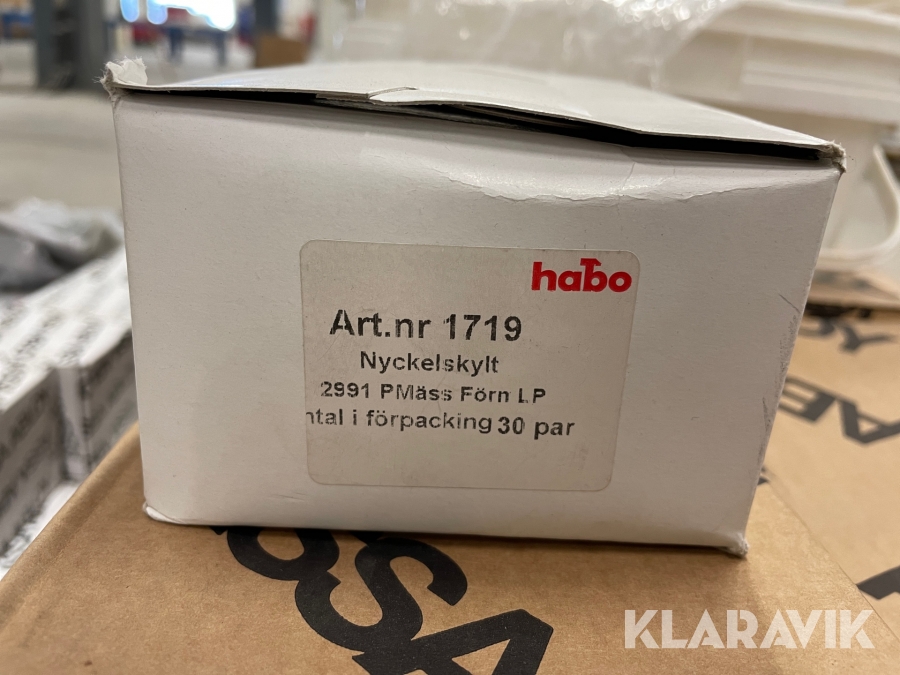 habo
Art.nr 1719
Nyckelskylt
2991 PMäss Förn LP
ntal i förpacking 30 par
KLARAVIK